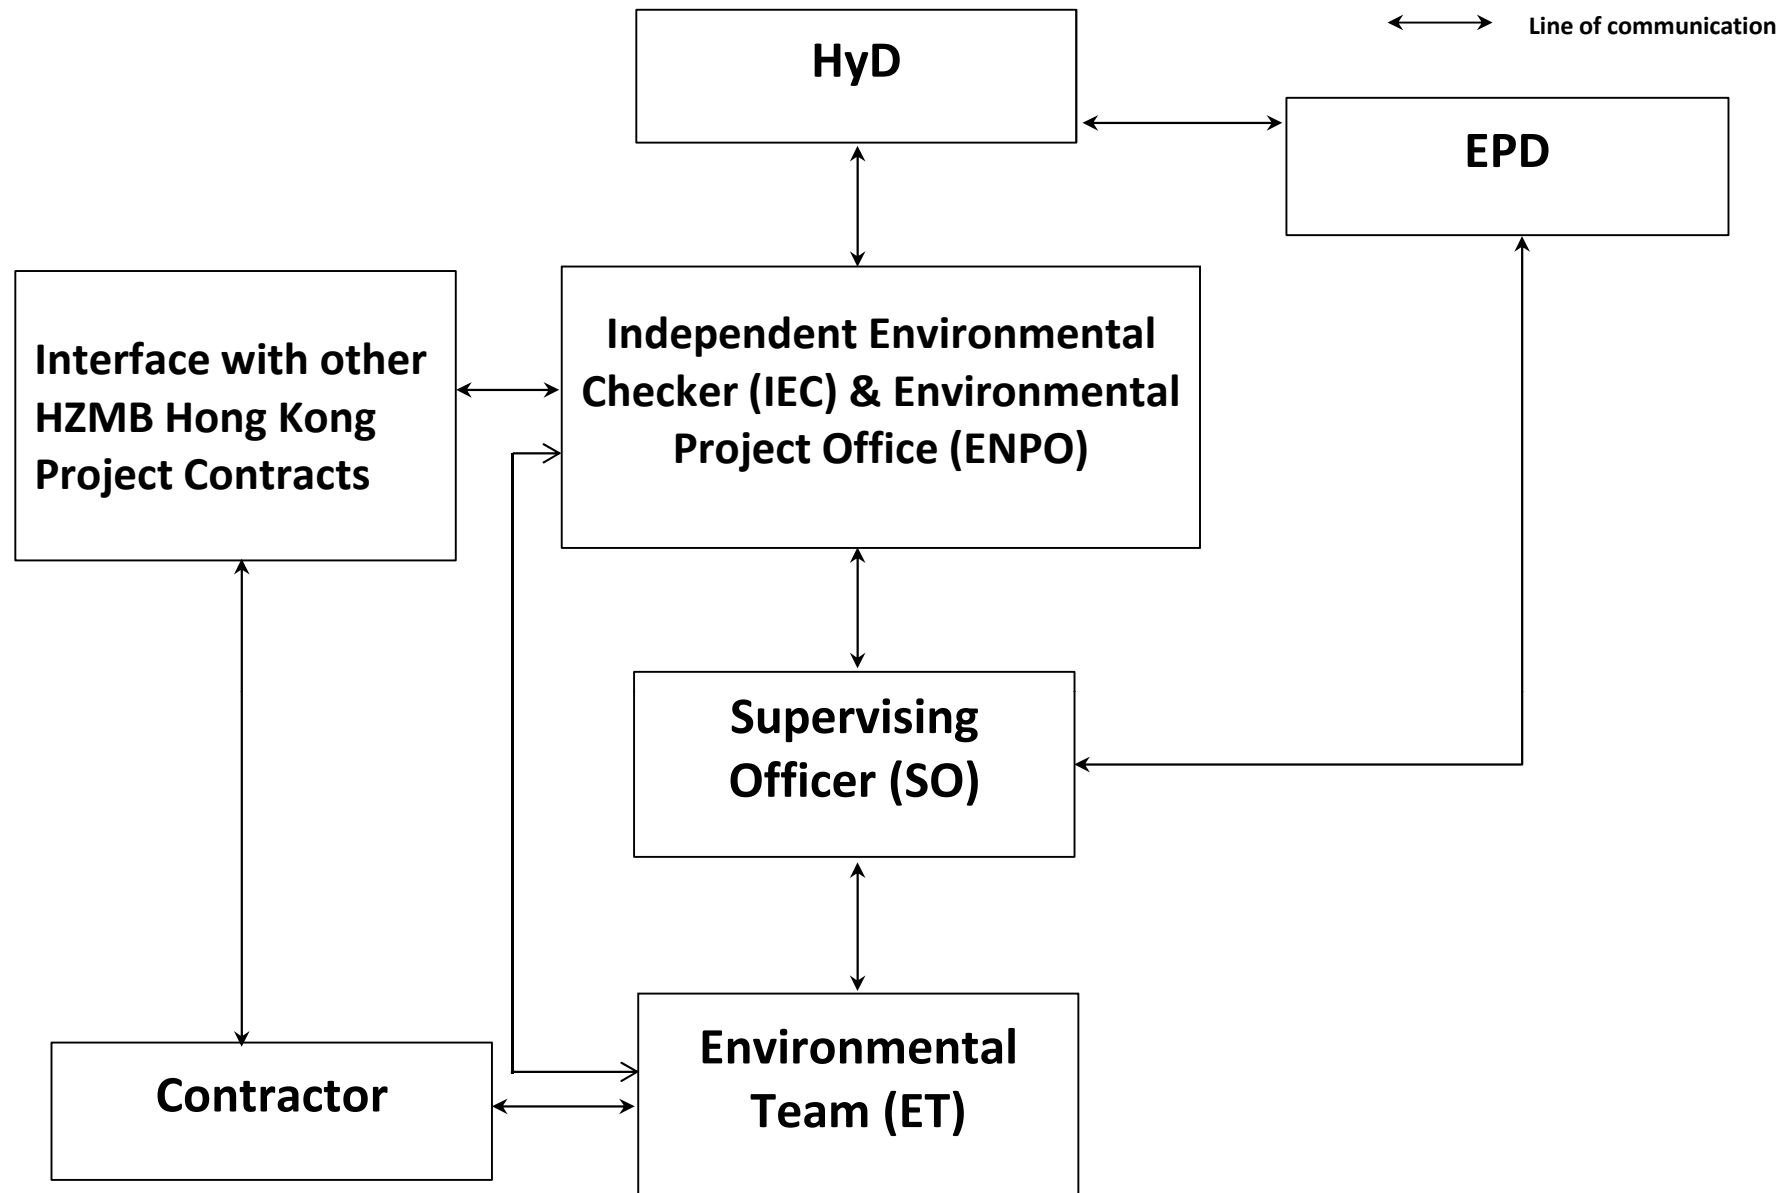 Line of communication
HyD
EPD
Independent Environmental
Checker (IEC) & Environmental
Project Office (ENPO)
Interface with other
HZMB Hong Kong
Project Contracts
Supervising
Officer (SO)
Environmental
Team (ET)
Contractor